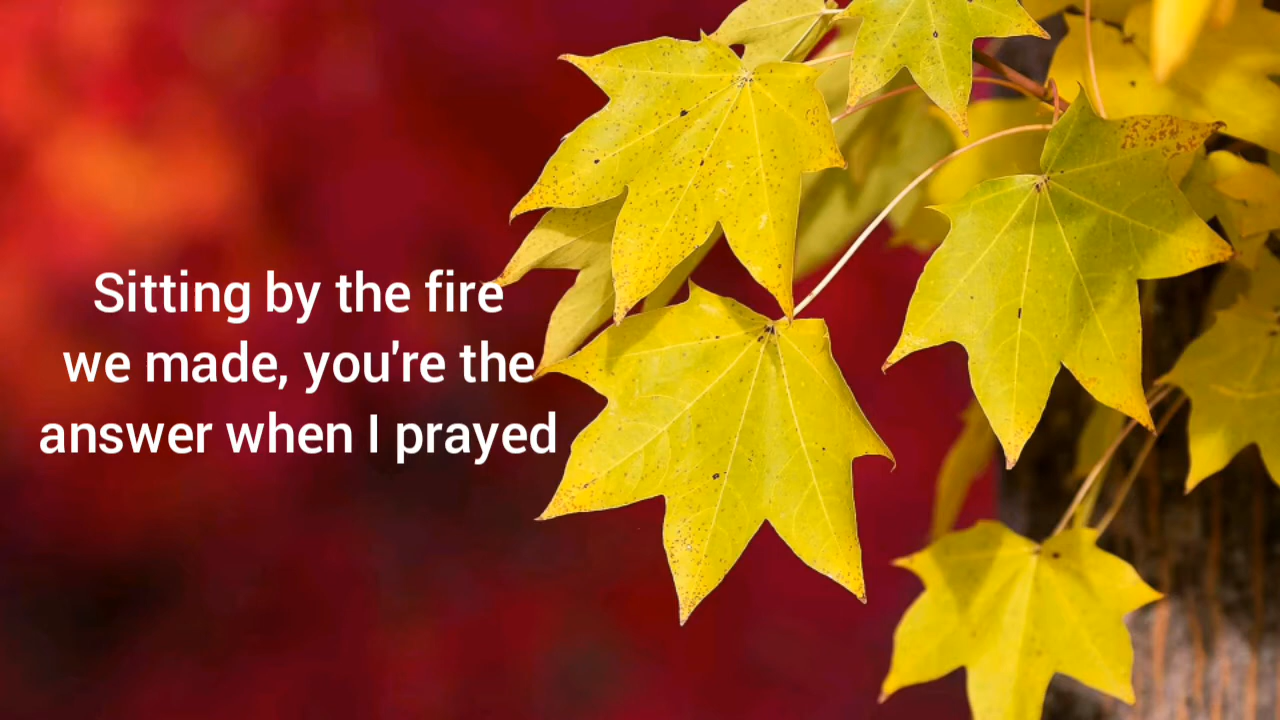 Sitting by the fire
we made, you're the
answer when I prayed